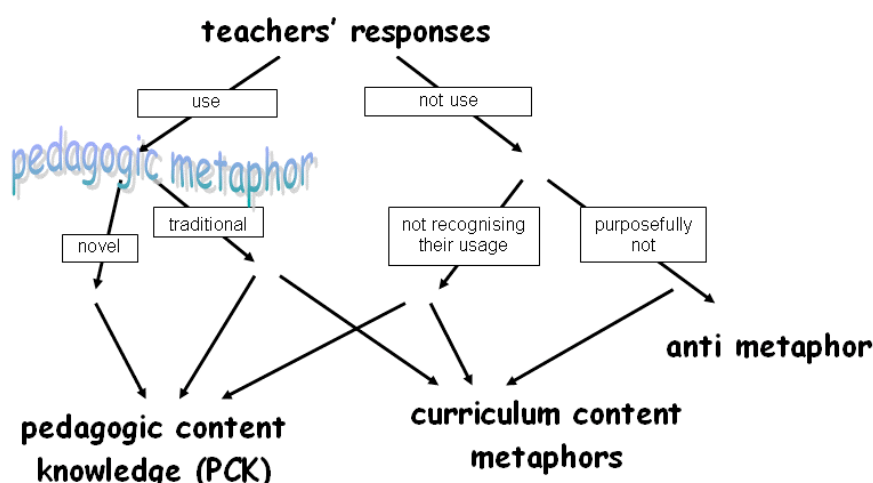 teachers' responses
use
not use
pedagogic metaphor
novel
traditional
not recognising
their usage
purposefully
not
anti metaphor
pedagogic content
knowledge (PCK)
curriculum content
metaphors